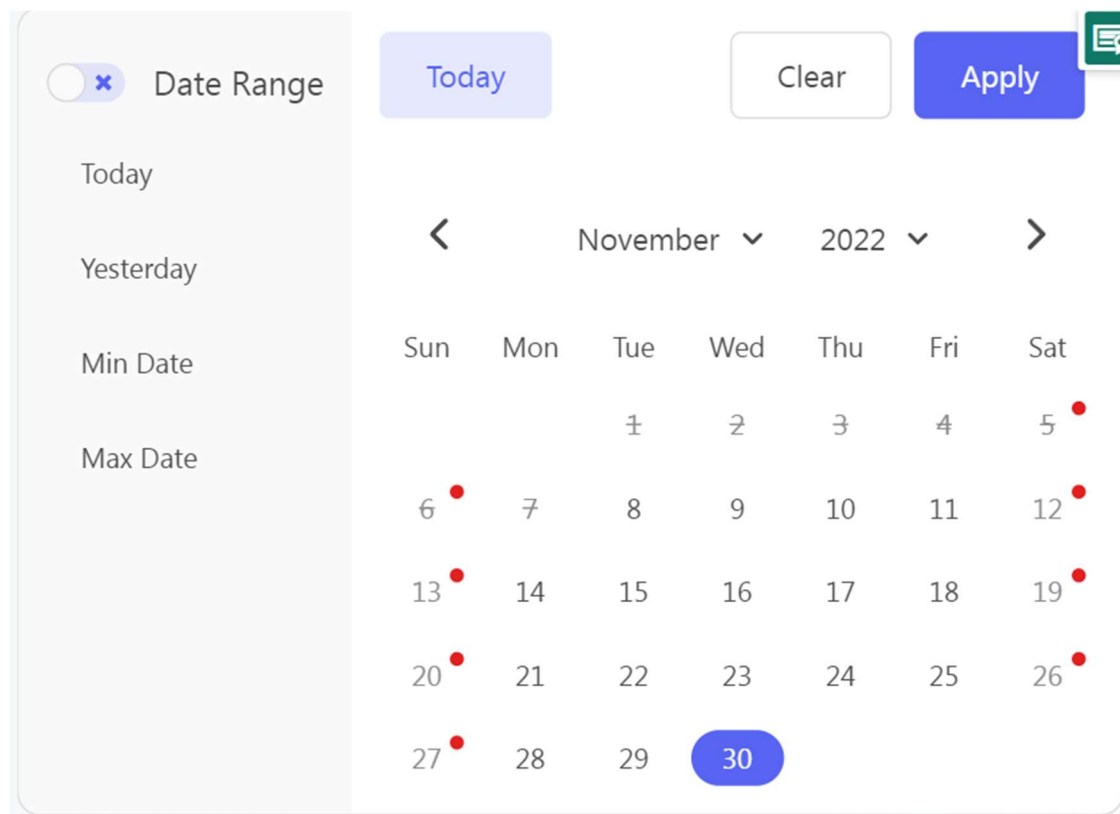 Date Range
Today
Yesterday
Min Date
Max Date
Today Clear Apply
November 2022
Sun Mon Tue Wed Thu Fri Sat
1 2 3 4 5
6 7 8 9 10 11 12
13 14 15 16 17 18 19
20 21 22 23 24 25 26
27 28 29 30